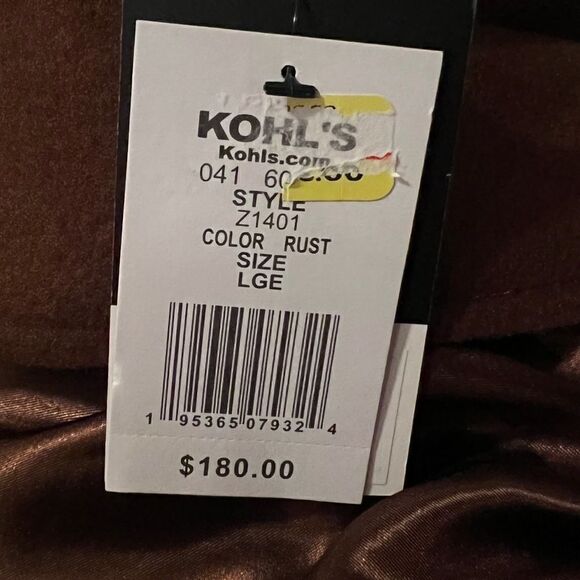 KOHL'S
Kohls.com
041 60
STYLE
Z1401
COLOR RUST
SIZE
LGE
1 95365 07932 4
$180.00